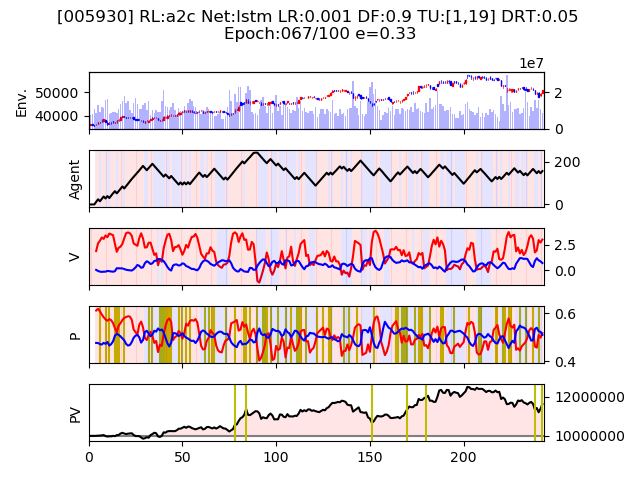 [005930] RL:a2c Net:lstm LR:0.001 DF:0.9 TU:[1,19] DRT:0.05
Epoch:067/100 e=0.33
1e7
Env.
50000
40000
2
0
Agent
200
0
V
2.5
0.0
P
0.6
0.4
PV
12000000
10000000
0 50 100 150 200